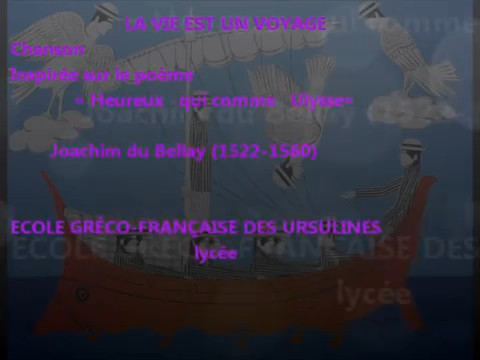 LA VIE EST UN VOYAGE
Chanson
Inspirée sur le poème
« Heureux qui comme Ulysse»
Joachim du Bellay (1522-1560)
ECOLE GRÉCO-FRANÇAISE DES URSULINES
lycée